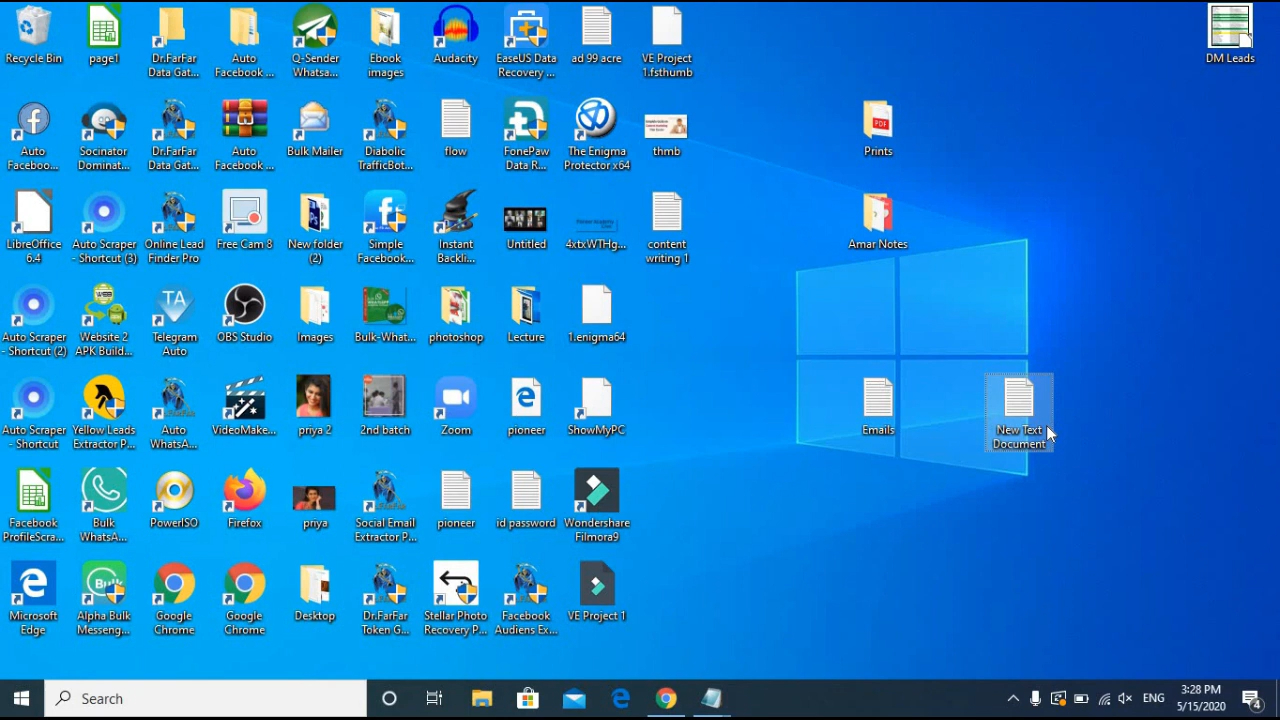 Recycle Bin
page1
Dr.FarFar
Data Gat...
Auto
Facebook ...
Q-Sender
Whatsa...
Ebook
images
Audacity
EaseUS Data
Recovery ...
ad 99 acre
VE Project
1.fsthumb
DM Leads
Auto
Faceboo...
Socinator
Dominat...
Dr.FarFar
Data Gat...
Auto
Facebook ...
Bulk Mailer
Diabolic
TrafficBot...
flow
FonePaw
Data R...
The Enigma
Protector x64
thmb
PDF
Prints
LibreOffice
6.4
Auto Scraper
- Shortcut (3)
Online Lead
Finder Pro
Free Cam 8
New folder
(2)
Simple
Facebook...
Instant
Backli...
Untitled
4xtxWTHg...
content
writing 1
Amar Notes
Auto Scraper
- Shortcut (2)
Website 2
APK Build...
TA
Telegram
Auto
OBS Studio
Images
Bulk-What...
photoshop
Lecture
1.enigma64
Auto Scraper
- Shortcut
Yellow Leads
Extractor P...
Auto
WhatsA...
VideoMake...
priya 2
2nd batch
Zoom
pioneer
ShowMyPC
Emails
New Text
Document
Facebook
ProfileScra...
Bulk
WhatsA...
PowerISO
Firefox
priya
Social Email
Extractor P...
pioneer
id password
Wondershare
Filmora9
Microsoft
Edge
Bulk
Alpha Bulk
Messeng...
Google
Chrome
Google
Chrome
Desktop
Dr.FarFar
Token G...
Stellar Photo
Recovery P...
Facebook
Audiens Ex...
VE Project 1
Search
ENG
3:28 PM
5/15/2020
4